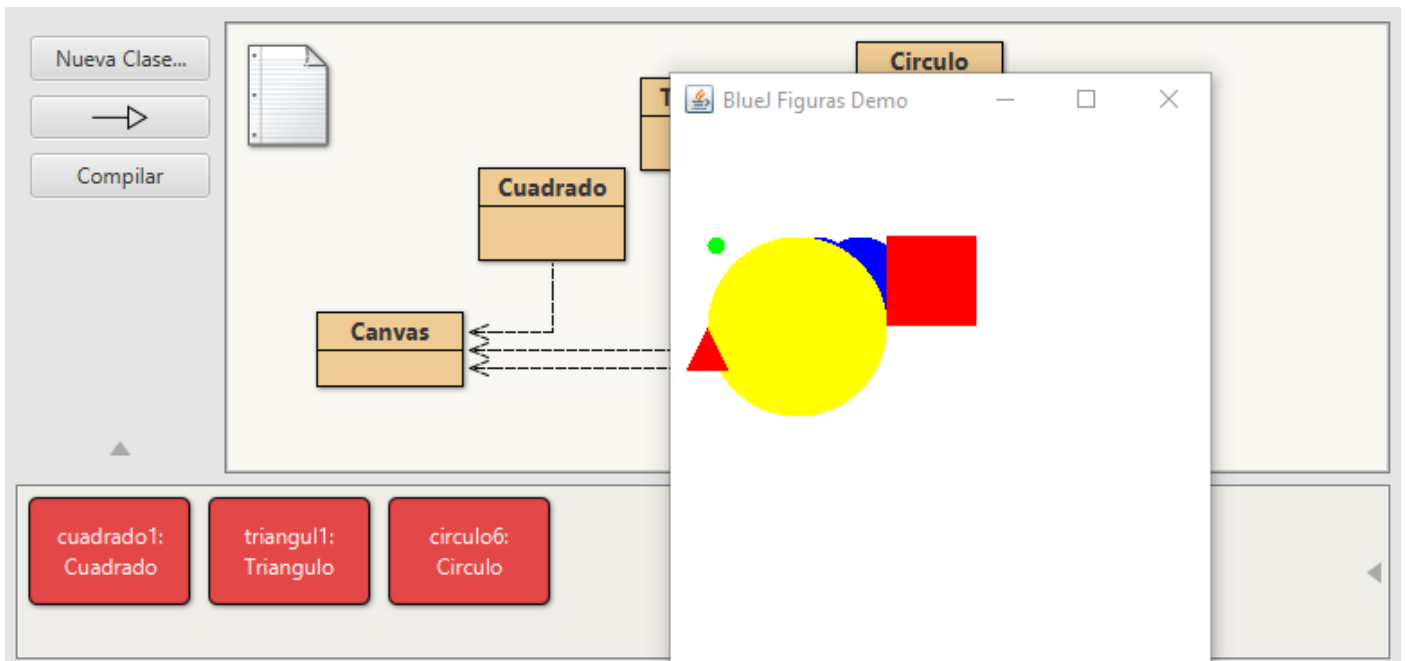 Nueva Clase...
Compilar
Circulo
T
BlueJ Figuras Demo
Cuadrado
Canvas
cuadrado1:
Cuadrado
triangul1:
Triangulo
circulo6:
Circulo